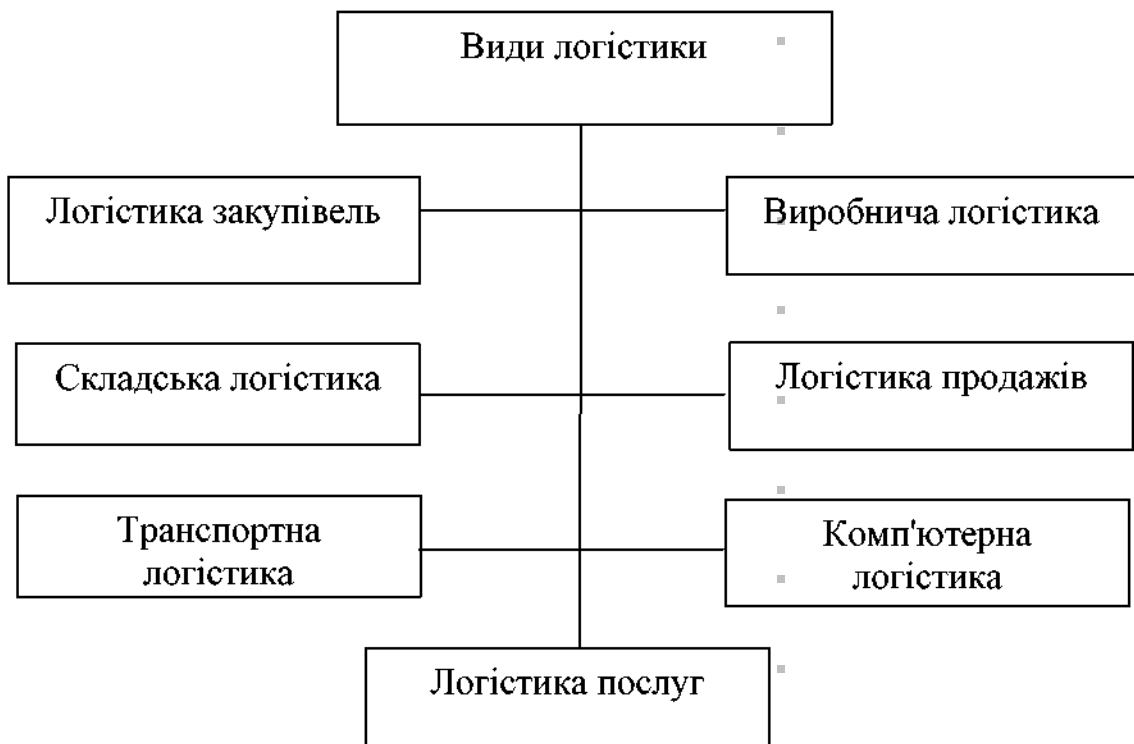 Види логістики
Логістика закупівель
Виробнича логістика
Складська логістика
Логістика продажів
Транспортна
логістика
Комп'ютерна
логістика
Логістика послуг